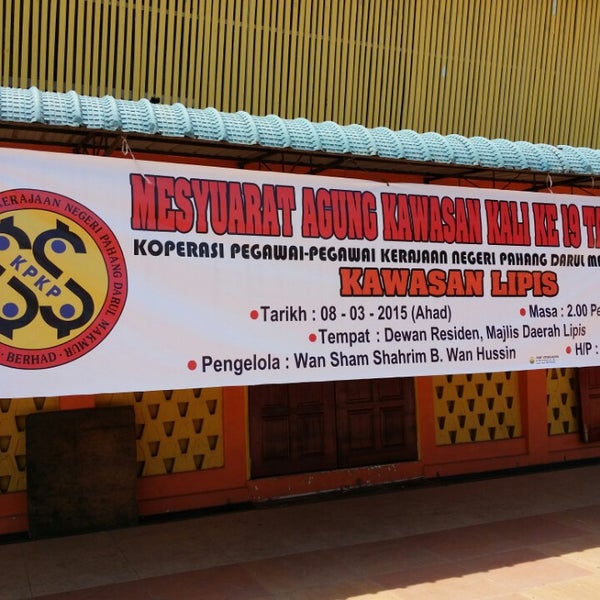 KERAJAAN NEGERI PAHANG DARUL MAKMUR
KPKP
BERHAD
MESYUARAT AGUNG KAWASAN KALI KE 19
KOPERASI PEGAWAI-PEGAWAI KERAJAAN NEGERI PAHANG DARUL
KAWASAN LIPIS
• Tarikh : 08 - 03 - 2015 (Ahad) • Masa : 2.00
• Tempat : Dewan Residen, Majlis Daerah Lipis
• Pengelola : Wan Sham Shahrim B. Wan Hussin • H/P :